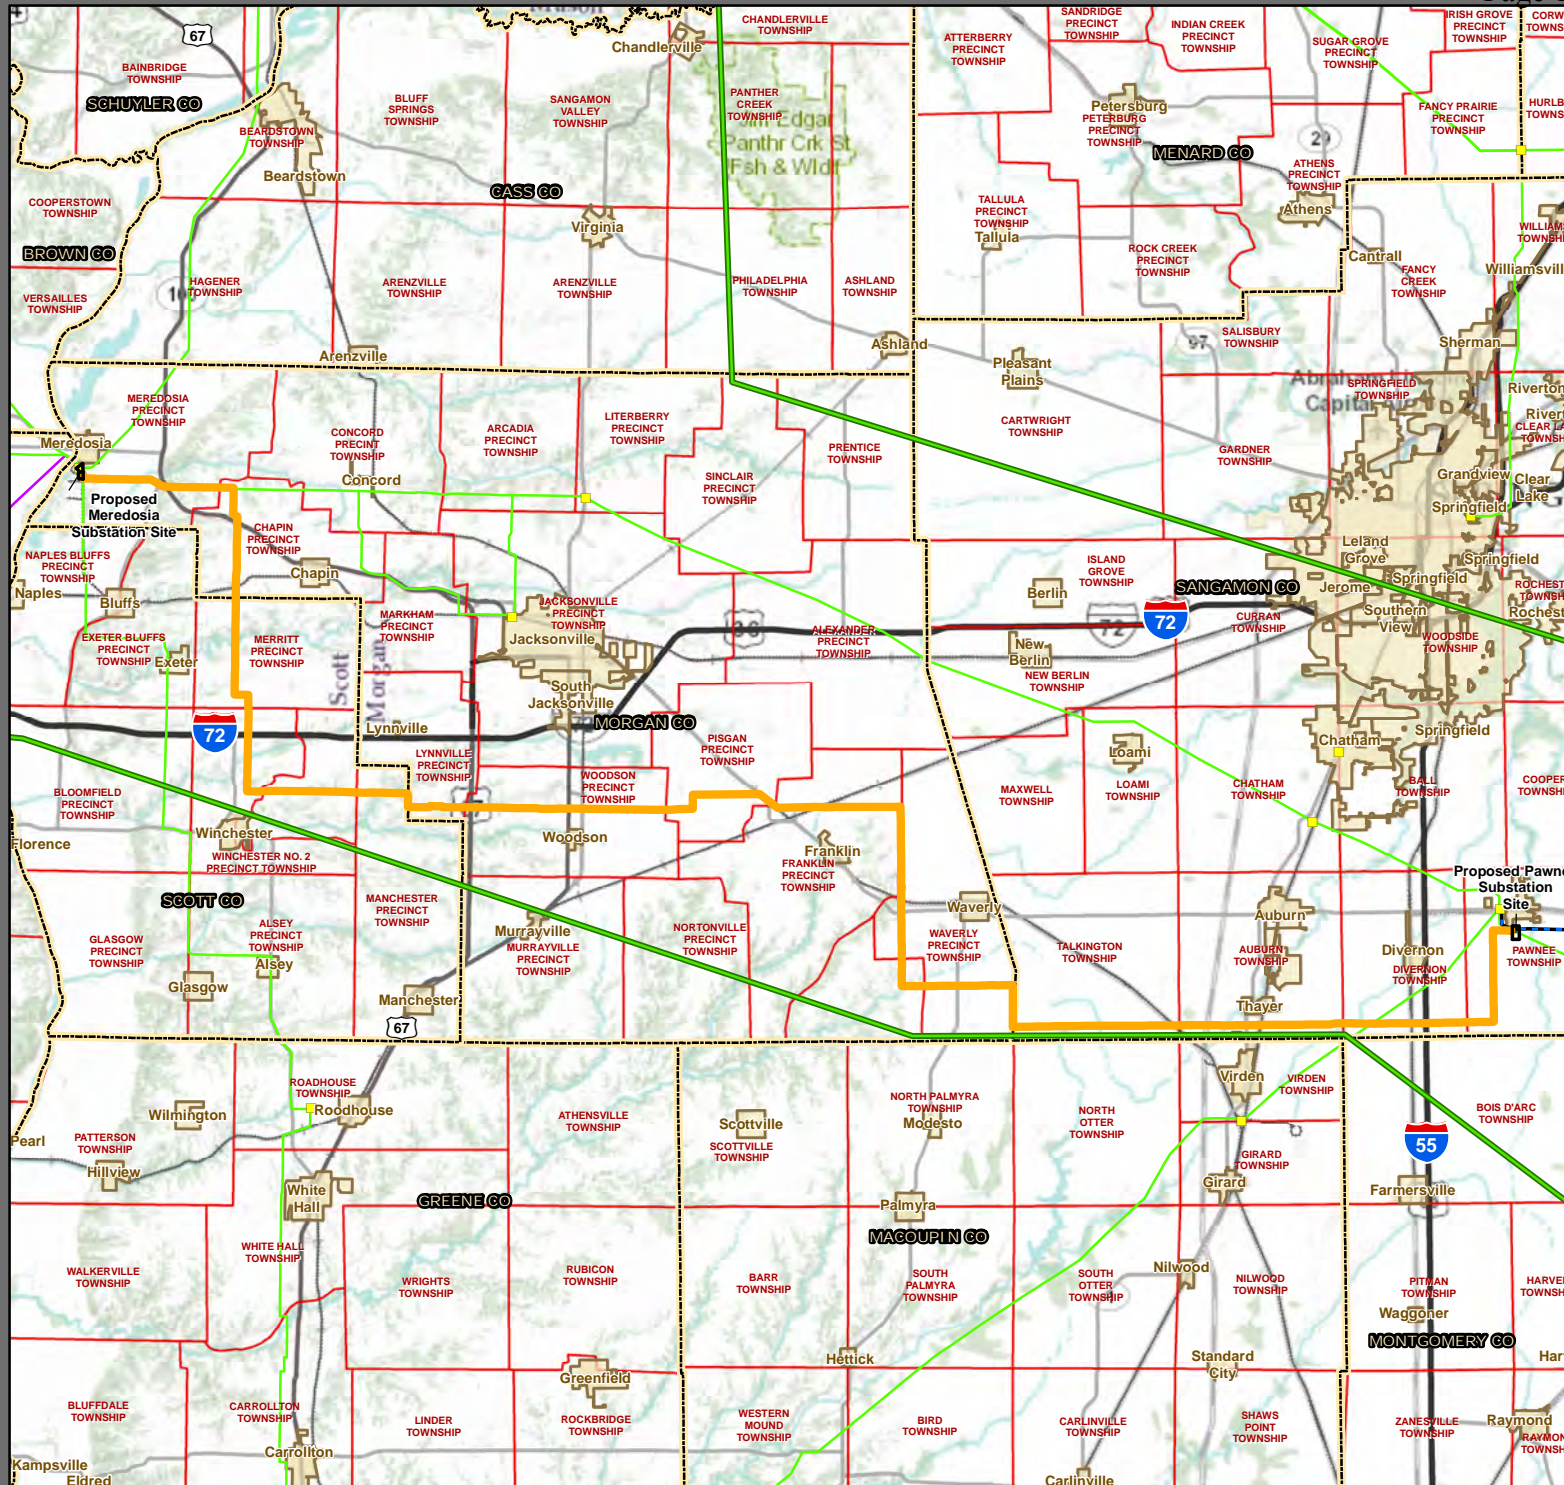 CHANDLERVILLE
TOWNSHIP
SANDRIDGE
PRECINCT
TOWNSHIP
INDIAN CREEK
PRECINCT
TOWNSHIP
ATTERBERRY
PRECINCT
TOWNSHIP
SUGAR GROVE
PRECINCT
TOWNSHIP
IRISH GROVE
PRECINCT
TOWNSHIP
67
BAINBRIDGE
TOWNSHIP
SCHUYLER CO
Chandlerville
BLUFF
SPRINGS
TOWNSHIP
SANGAMON
VALLEY
TOWNSHIP
PANTHER
CREEK
TOWNSHIP
Jim Edgar
Panthr Crk St
Fsh & Wldlf
Petersburg
PETERBURG
PRECINCT
TOWNSHIP
FANCY PRAIRIE
PRECINCT
TOWNSHIP
BEARDSTOWN
TOWNSHIP
Beardstown
29
MENARD CO
ATHENS
PRECINCT
TOWNSHIP
Athens
CASS CO
COOPERSTOWN
TOWNSHIP
BROWN CO
Virginia
TALLULA
PRECINCT
TOWNSHIP
Tallula
ROCK CREEK
PRECINCT
TOWNSHIP
Cantrall
FANCY
CREEK
TOWNSHIP
VERSAILLES
TOWNSHIP
HAGENER
TOWNSHIP
ARENZVILLE
TOWNSHIP
ARENZVILLE
TOWNSHIP
PHILADELPHIA
TOWNSHIP
ASHLAND
TOWNSHIP
97
SALISBURY
TOWNSHIP
Sherman
Arenzville
Ashland
Pleasant
Plains
SPRINGFIELD
TOWNSHIP
Riverton
MEREDOSIA
PRECINCT
TOWNSHIP
Meredosia
CONCORD
PRECINT
TOWNSHIP
Concord
ARCADIA
PRECINCT
TOWNSHIP
LITERBERRY
PRECINCT
TOWNSHIP
SINCLAIR
PRECINCT
TOWNSHIP
PRENTICE
TOWNSHIP
CARTWRIGHT
TOWNSHIP
GARDNER
TOWNSHIP
Grandview
Clear
Lake
Springfield
Proposed
Meredosia
Substation Site
CHAPIN
PRECINCT
TOWNSHIP
Chapin
NAPLES BLUFFS
PRECINCT
TOWNSHIP
Naples
Bluffs
ISLAND
GROVE
TOWNSHIP
Berlin
SANGAMON CO
Leland
Grove
Springfield
Springfield
Jerome
JACKSONVILLE
PRECINCT
TOWNSHIP
Jacksonville
MARKHAM
PRECINCT
TOWNSHIP
MERRITT
PRECINCT
TOWNSHIP
EXETER BLUFFS
PRECINCT
TOWNSHIP
Exeter
36
ALEXANDER
PRECINCT
TOWNSHIP
72
72
CURRAN
TOWNSHIP
Southern
View
WOODSIDE
TOWNSHIP
New
Berlin
NEW BERLIN
TOWNSHIP
Scott
Morgan
South
Jacksonville
MORGAN CO
Lynnville
72
LYNNVILLE
PRECINCT
TOWNSHIP
PISGAN
PRECINCT
TOWNSHIP
WOODSON
PRECINCT
TOWNSHIP
Chatham
Springfield
Loami
LOAMI
TOWNSHIP
MAXWELL
TOWNSHIP
CHATHAM
TOWNSHIP
BALL
TOWNSHIP
BLOOMFIELD
PRECINCT
TOWNSHIP
Florence
Winchester
WINCHESTER NO. 2
PRECINCT TOWNSHIP
Woodson
Franklin
FRANKLIN
PRECINCT
TOWNSHIP
Substation
Site
SCOTT CO
MANCHESTER
PRECINCT
TOWNSHIP
Waverly
WAVERLY
PRECINCT
TOWNSHIP
Auburn
AUBURN
TOWNSHIP
TALKINGTON
TOWNSHIP
Divernon
DIVERNON
TOWNSHIP
PAWNEE
TOWNSHIP
GLASGOW
PRECINCT
TOWNSHIP
Glasgow
ALSEY
PRECINCT
TOWNSHIP
Alsey
Murrayville
MURRAYVILLE
PRECINCT
TOWNSHIP
NORTONVILLE
PRECINCT
TOWNSHIP
Manchester
67
Thayer
ROADHOUSE
TOWNSHIP
Roodhouse
Wilmington
PATTERSON
TOWNSHIP
Pearl
Hillview
ATHENSVILLE
TOWNSHIP
Scottville
SCOTTVILLE
TOWNSHIP
NORTH PALMYRA
TOWNSHIP
Modesto
NORTH
OTTER
TOWNSHIP
Virden
VIRDEN
TOWNSHIP
BOIS D'ARC
TOWNSHIP
55
GIRARD
TOWNSHIP
Girard
Farmersville
White
Hall
GREENE CO
Palmyra
MACOUPIN CO
WHITE HALL
TOWNSHIP
WALKERVILLE
TOWNSHIP
WRIGHTS
TOWNSHIP
RUBICON
TOWNSHIP
BARR
TOWNSHIP
SOUTH
PALMYRA
TOWNSHIP
SOUTH
OTTER
TOWNSHIP
Nilwood
NILWOOD
TOWNSHIP
PITMAN
TOWNSHIP
Waggoner
MONTGOMERY CO
Hettick
Standard
City
Greenfield
BLUFFDALE
TOWNSHIP
CARROLLTON
TOWNSHIP
LINDER
TOWNSHIP
ROCKBRIDGE
TOWNSHIP
WESTERN
MOUND
TOWNSHIP
BIRD
TOWNSHIP
CARLINVILLE
TOWNSHIP
SHAWS
POINT
TOWNSHIP
ZANESVILLE
TOWNSHIP
Raymond
Carrollton
Kampsville
Eldred
Carlinville